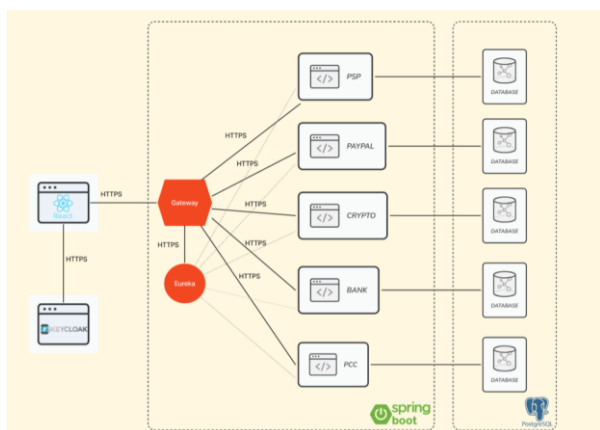 PSP
DATABASE
HTTPS
PAYPAL
HTTPS
DATABASE
HTTPS
React
Gateway
HTTPS
CRYPTO
DATABASE
HTTPS
HTTPS
HTTPS
Eureka
HTTPS
BANK
DATABASE
KEYCLOAK
PCC
DATABASE
spring
boot
PostgreSQL